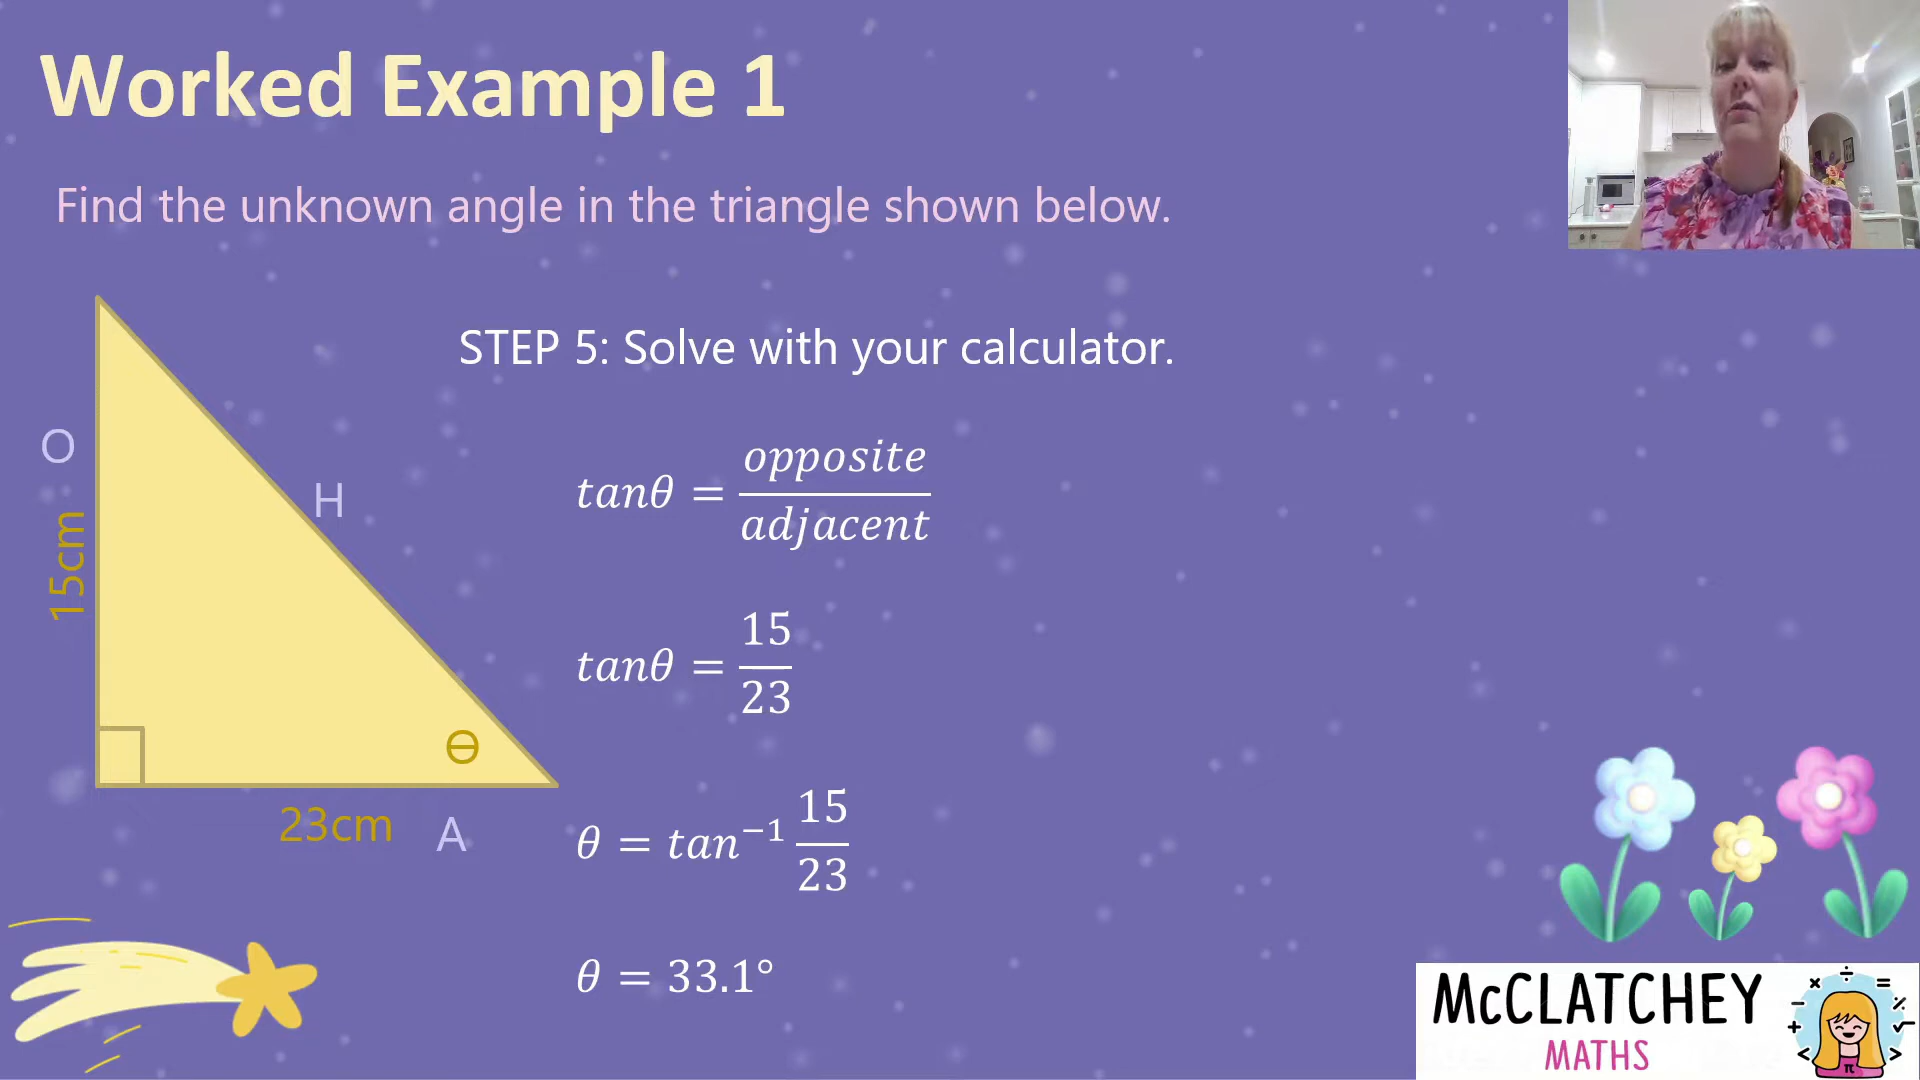 Worked Example 1
Find the unknown angle in the triangle shown below.
STEP 5: Solve with your calculator.
O
H
15cm
Θ
23cm
A
tanθ = opposite/adjacent
tanθ = 15/23
θ = tan⁻¹ 15/23
θ = 33.1°
McCLATCHEY
MATHS
× ÷ = − % + √ < > π